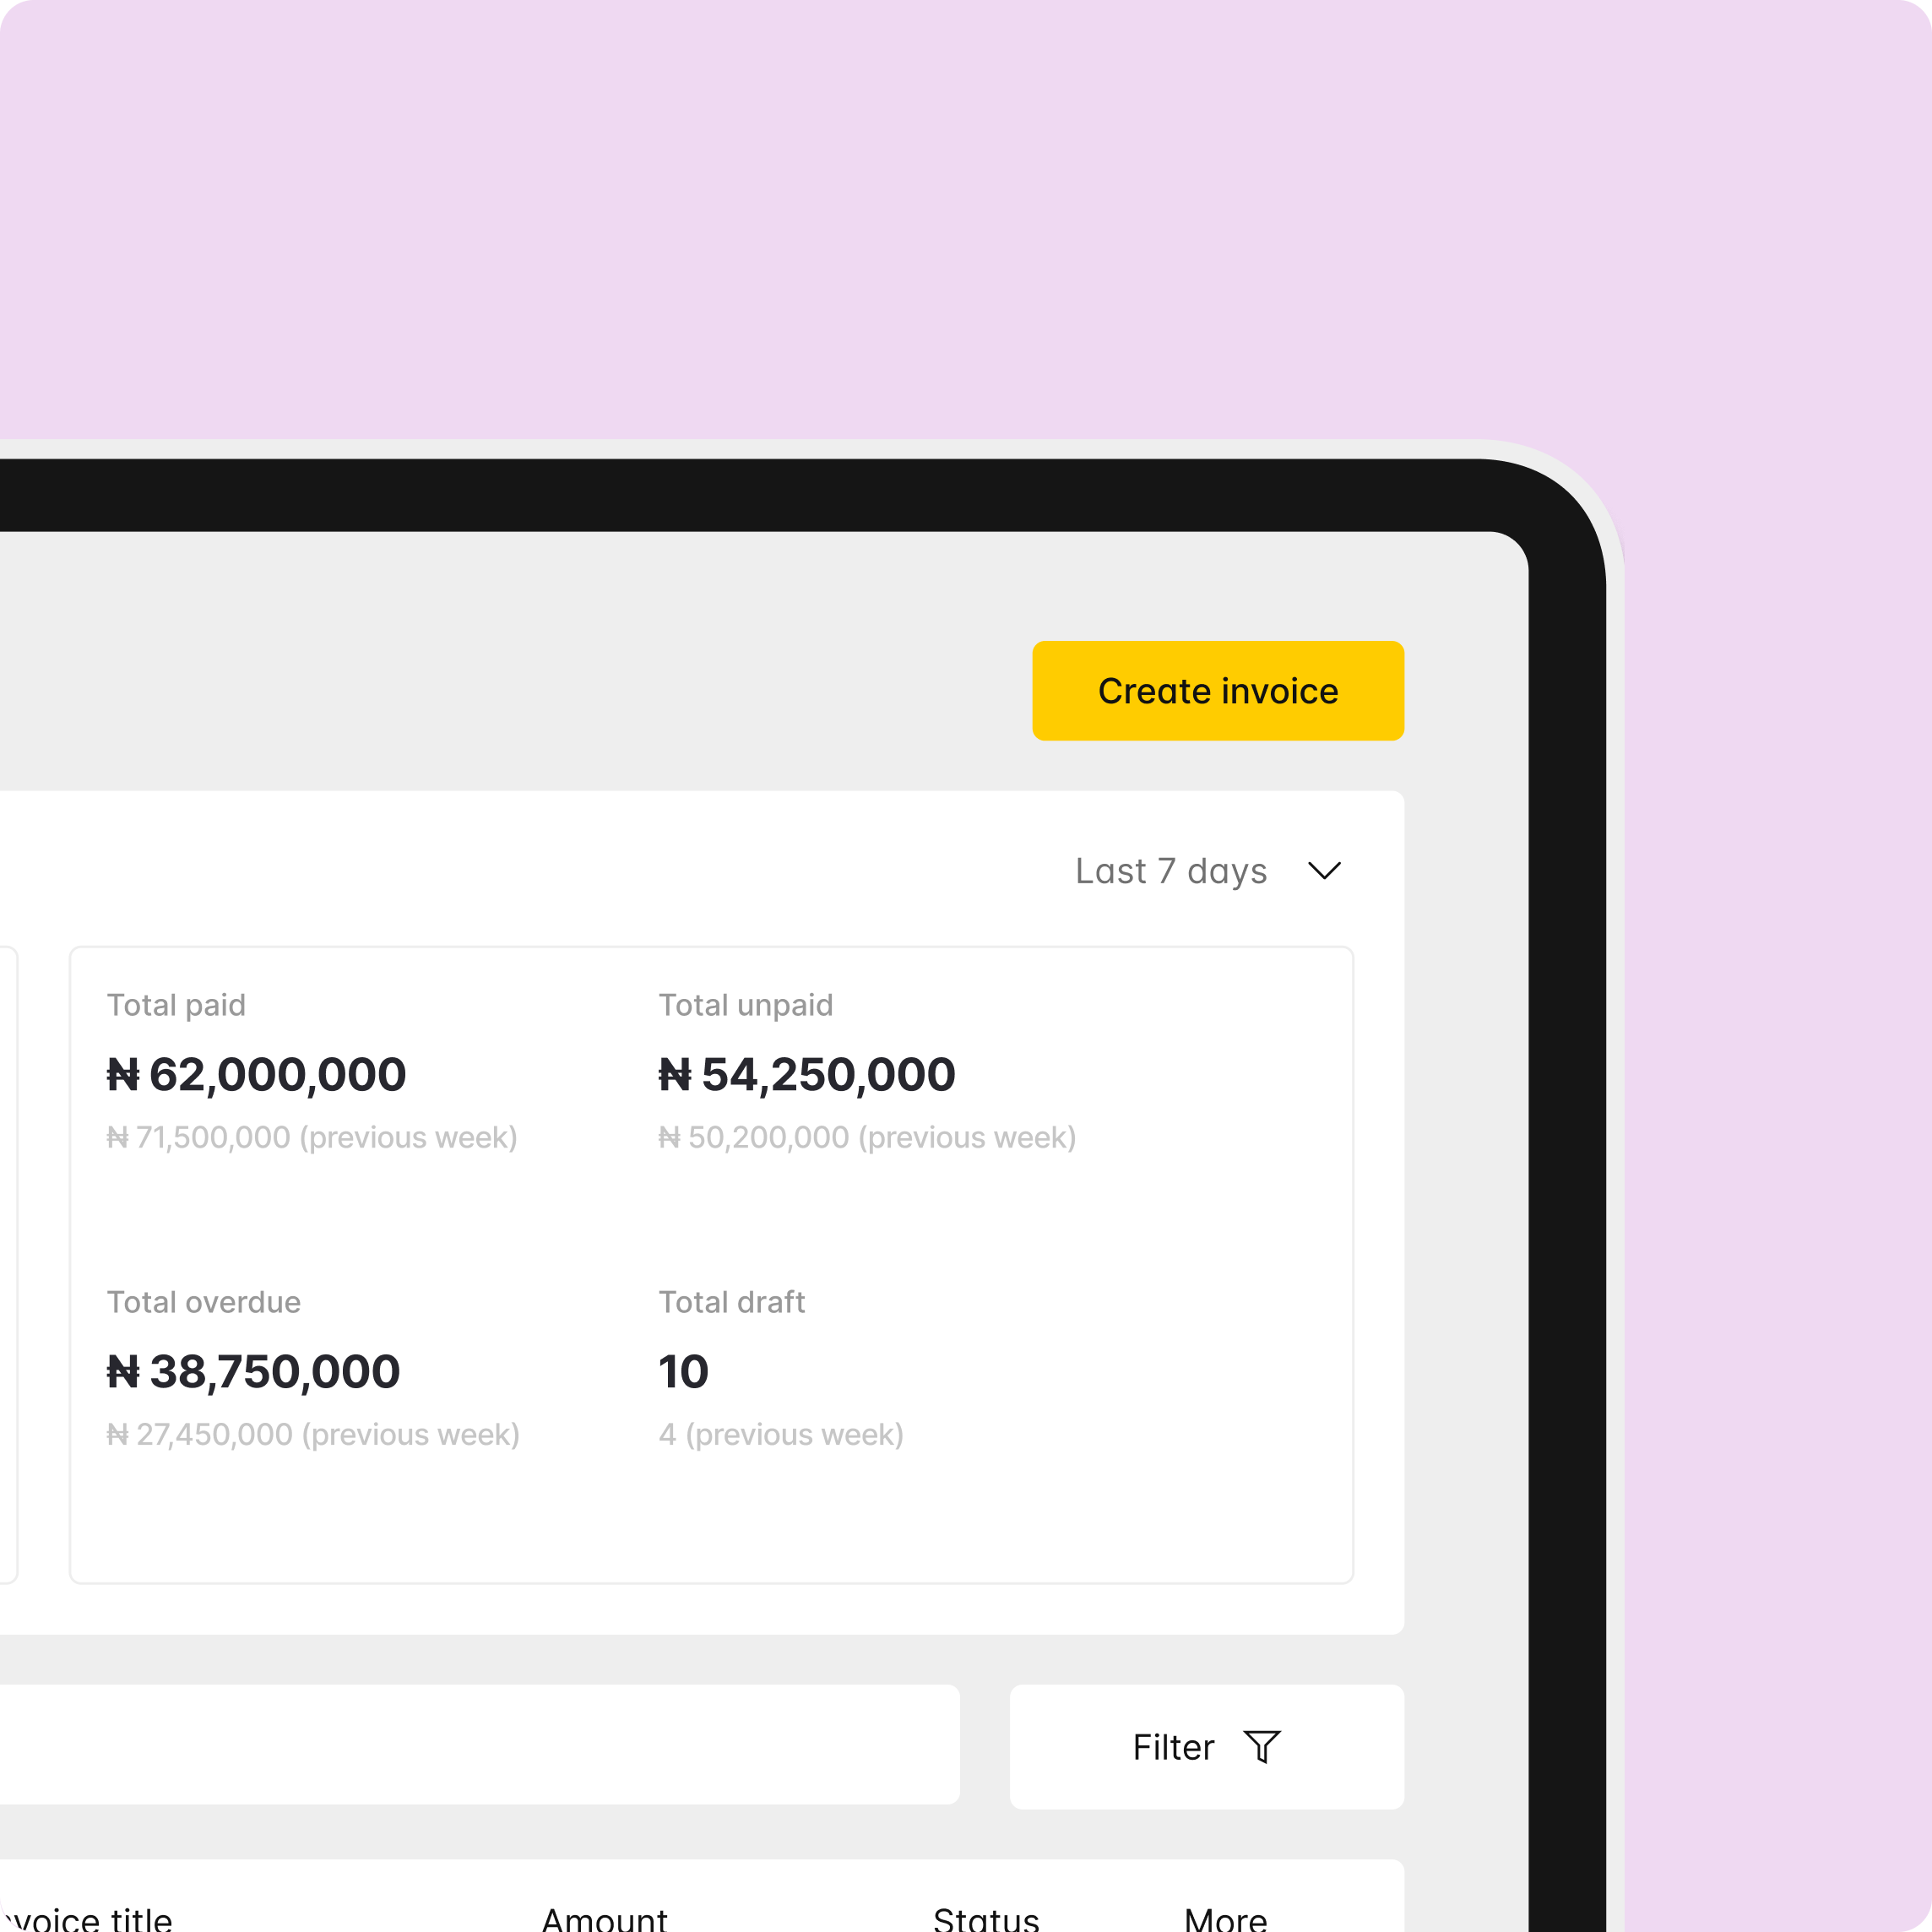 Create invoice
Last 7 days
Total paid
Total unpaid
₦ 62,000,000
₦ 54,250,000
₦ 71,500,000 (previous week)
₦ 50,200,000 (previous week)
Total overdue
Total draft
₦ 38,750,000
10
₦ 27,450,000 (previous week)
4 (previous week)
Filter
voice title
Amount
Status
More